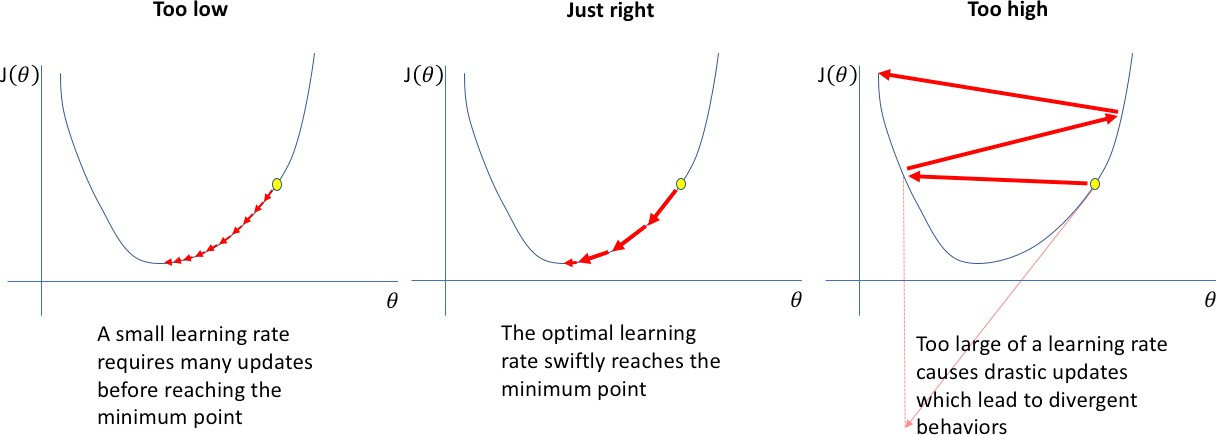 Too low
J(θ)
θ
A small learning rate
requires many updates
before reaching the
minimum point
Just right
J(θ)
θ
The optimal learning
rate swiftly reaches the
minimum point
Too high
J(θ)
θ
Too large of a learning rate
causes drastic updates
which lead to divergent
behaviors